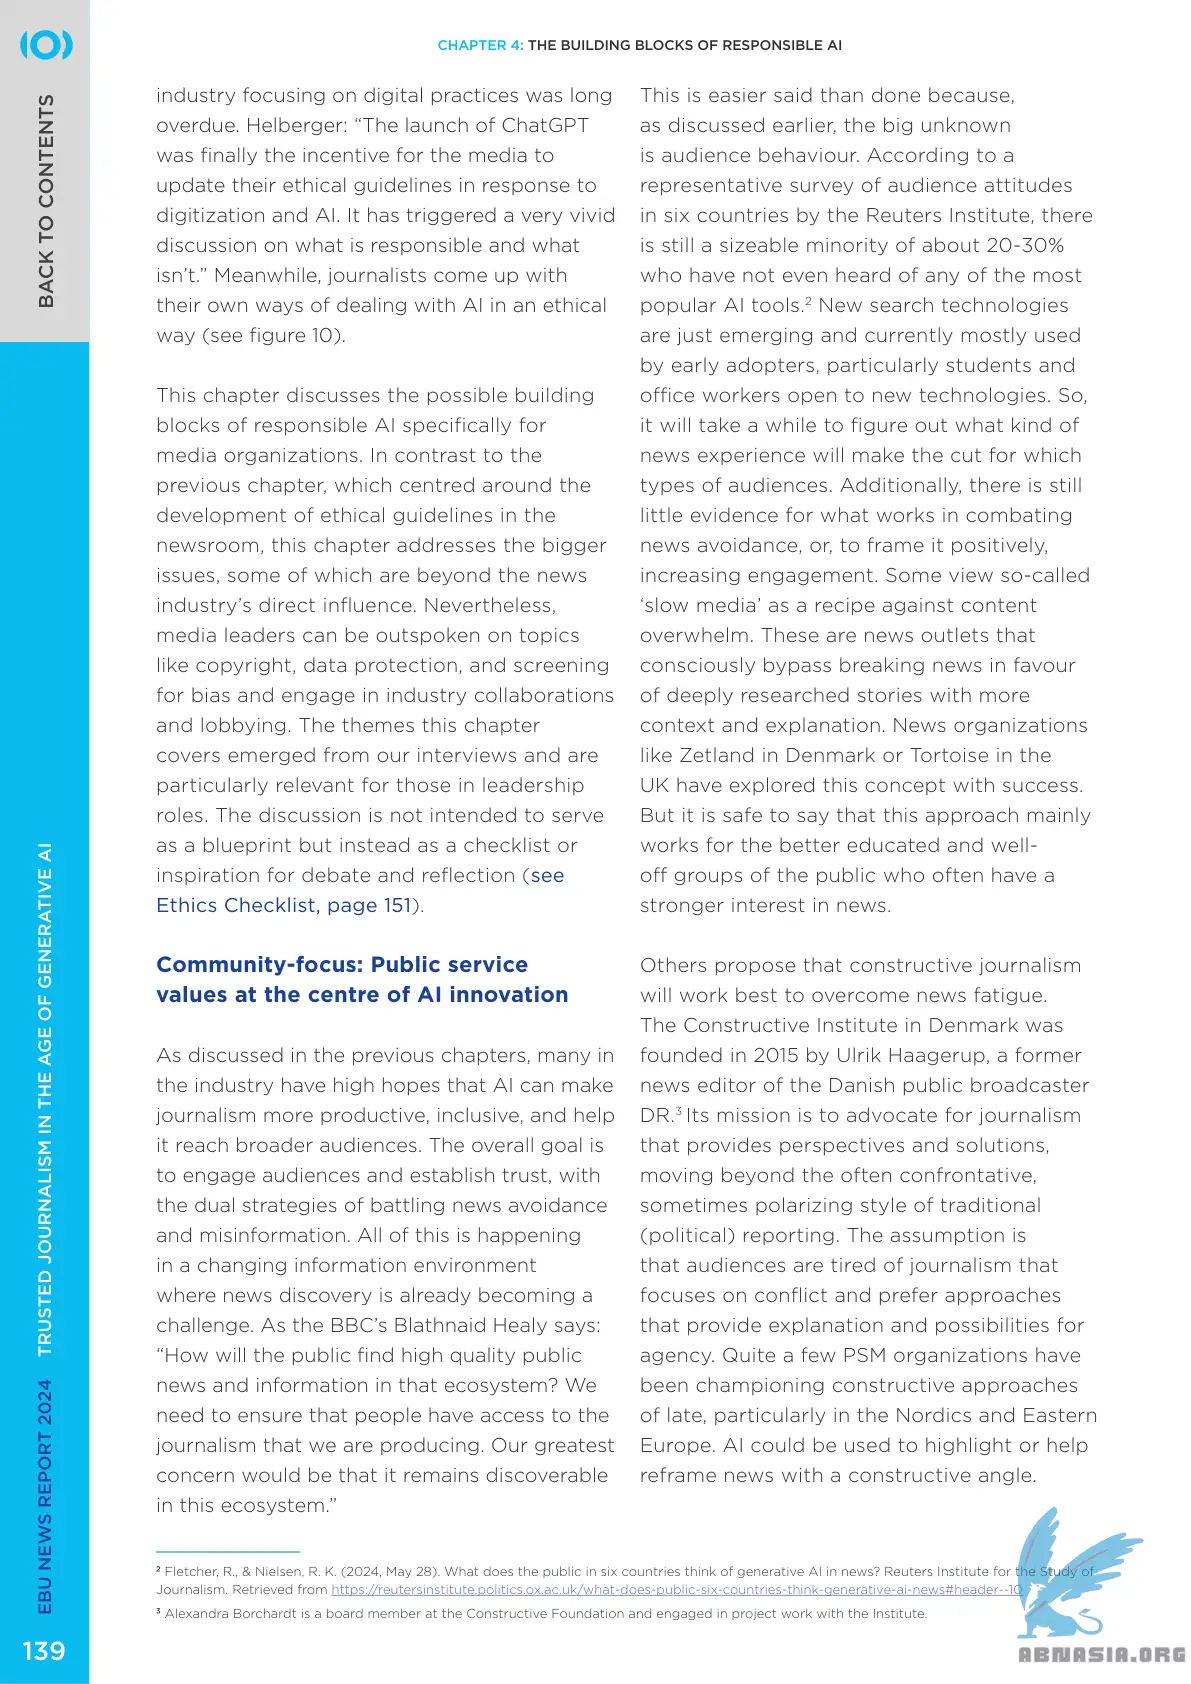 CHAPTER 4: THE BUILDING BLOCKS OF RESPONSIBLE AI
BACK TO CONTENTS
industry focusing on digital practices was long
overdue. Helberger: “The launch of ChatGPT
was finally the incentive for the media to
update their ethical guidelines in response to
digitization and AI. It has triggered a very vivid
discussion on what is responsible and what
isn’t.” Meanwhile, journalists come up with
their own ways of dealing with AI in an ethical
way (see figure 10).
This chapter discusses the possible building
blocks of responsible AI specifically for
media organizations. In contrast to the
previous chapter, which centred around the
development of ethical guidelines in the
newsroom, this chapter addresses the bigger
issues, some of which are beyond the news
industry’s direct influence. Nevertheless,
media leaders can be outspoken on topics
like copyright, data protection, and screening
for bias and engage in industry collaborations
and lobbying. The themes this chapter
covers emerged from our interviews and are
particularly relevant for those in leadership
roles. The discussion is not intended to serve
as a blueprint but instead as a checklist or
inspiration for debate and reflection (see
Ethics Checklist, page 151).
Community-focus: Public service
values at the centre of AI innovation
As discussed in the previous chapters, many in
the industry have high hopes that AI can make
journalism more productive, inclusive, and help
it reach broader audiences. The overall goal is
to engage audiences and establish trust, with
the dual strategies of battling news avoidance
and misinformation. All of this is happening
in a changing information environment
where news discovery is already becoming a
challenge. As the BBC’s Blathnaid Healy says:
“How will the public find high quality public
news and information in that ecosystem? We
need to ensure that people have access to the
journalism that we are producing. Our greatest
concern would be that it remains discoverable
in this ecosystem.”
This is easier said than done because,
as discussed earlier, the big unknown
is audience behaviour. According to a
representative survey of audience attitudes
in six countries by the Reuters Institute, there
is still a sizeable minority of about 20-30%
who have not even heard of any of the most
popular AI tools.² New search technologies
are just emerging and currently mostly used
by early adopters, particularly students and
office workers open to new technologies. So,
it will take a while to figure out what kind of
news experience will make the cut for which
types of audiences. Additionally, there is still
little evidence for what works in combating
news avoidance, or, to frame it positively,
increasing engagement. Some view so-called
‘slow media’ as a recipe against content
overwhelm. These are news outlets that
consciously bypass breaking news in favour
of deeply researched stories with more
context and explanation. News organizations
like Zetland in Denmark or Tortoise in the
UK have explored this concept with success.
But it is safe to say that this approach mainly
works for the better educated and well-
off groups of the public who often have a
stronger interest in news.
Others propose that constructive journalism
will work best to overcome news fatigue.
The Constructive Institute in Denmark was
founded in 2015 by Ulrik Haagerup, a former
news editor of the Danish public broadcaster
DR.³ Its mission is to advocate for journalism
that provides perspectives and solutions,
moving beyond the often confrontative,
sometimes polarizing style of traditional
(political) reporting. The assumption is
that audiences are tired of journalism that
focuses on conflict and prefer approaches
that provide explanation and possibilities for
agency. Quite a few PSM organizations have
been championing constructive approaches
of late, particularly in the Nordics and Eastern
Europe. AI could be used to highlight or help
reframe news with a constructive angle.
² Fletcher, R., & Nielsen, R. K. (2024, May 28). What does the public in six countries think of generative AI in news? Reuters Institute for the Study of
Journalism. Retrieved from https://reutersinstitute.politics.ox.ac.uk/what-does-public-six-countries-think-generative-ai-news#header--10
³ Alexandra Borchardt is a board member at the Constructive Foundation and engaged in project work with the Institute.
EBU NEWS REPORT 2024 TRUSTED JOURNALISM IN THE AGE OF GENERATIVE AI
139
ABNASIA.ORG